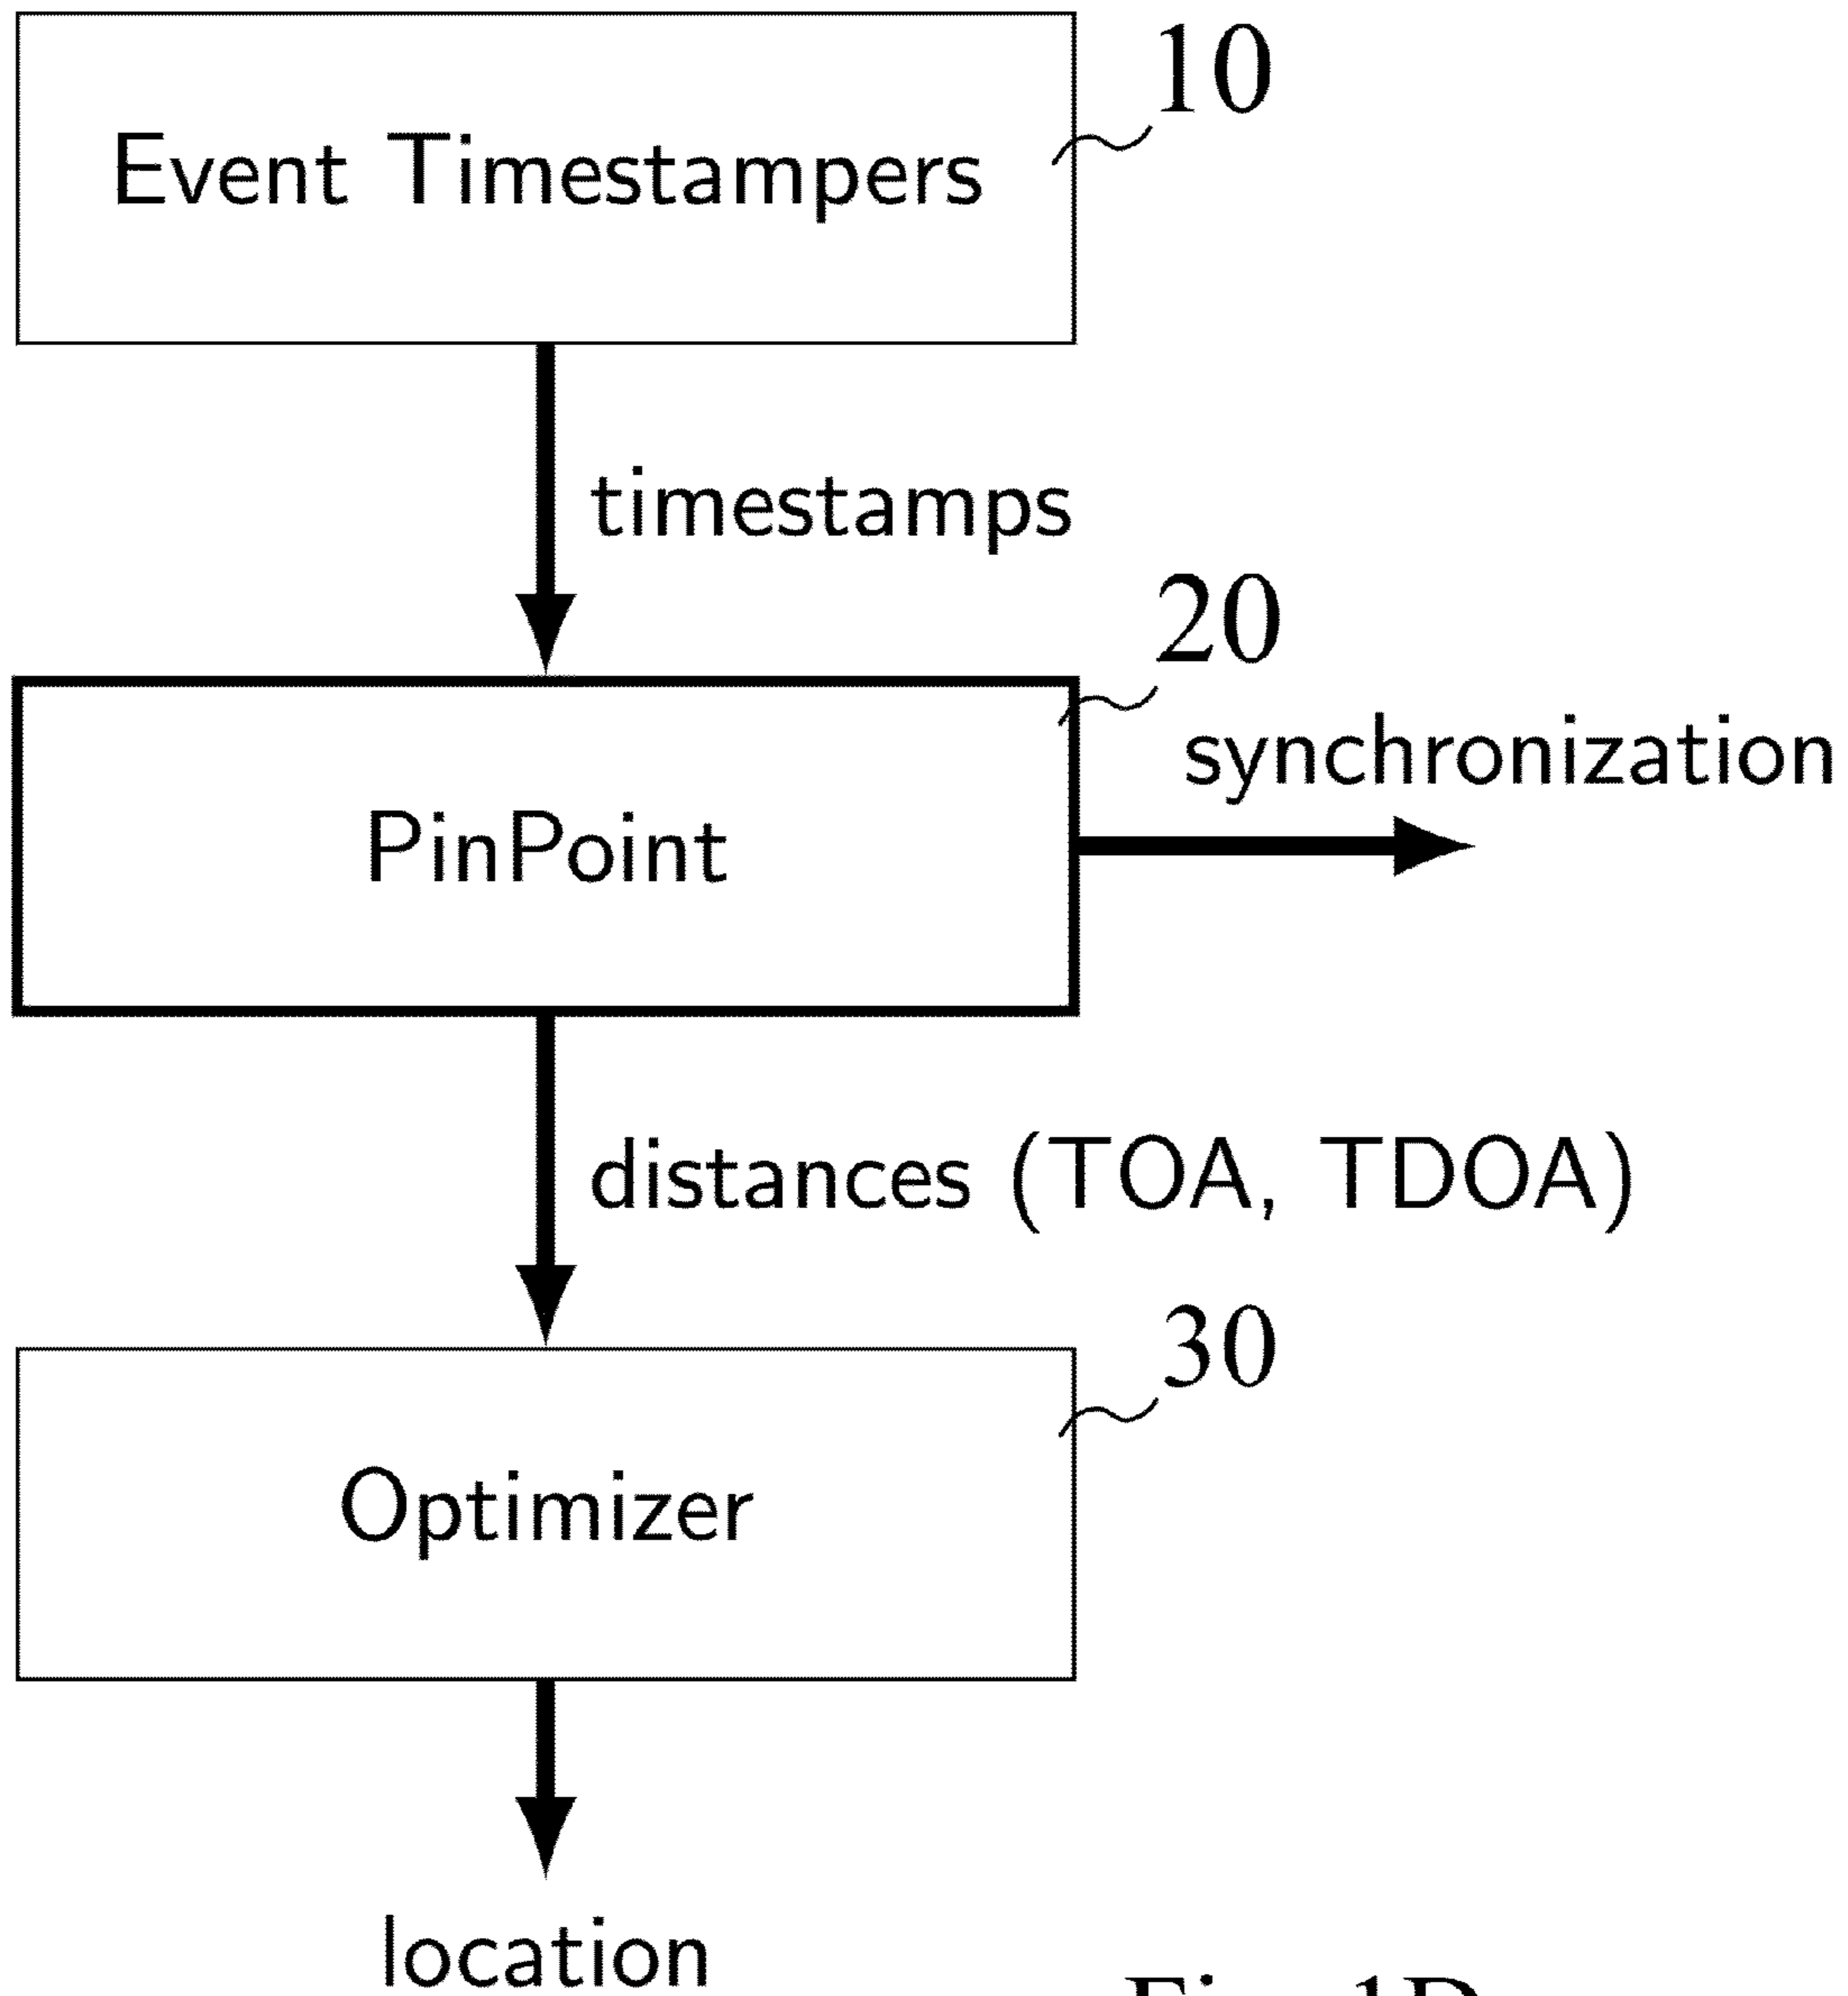 10
Event Timestampers
timestamps
20
synchronization
PinPoint
distances (TOA, TDOA)
30
Optimizer
location